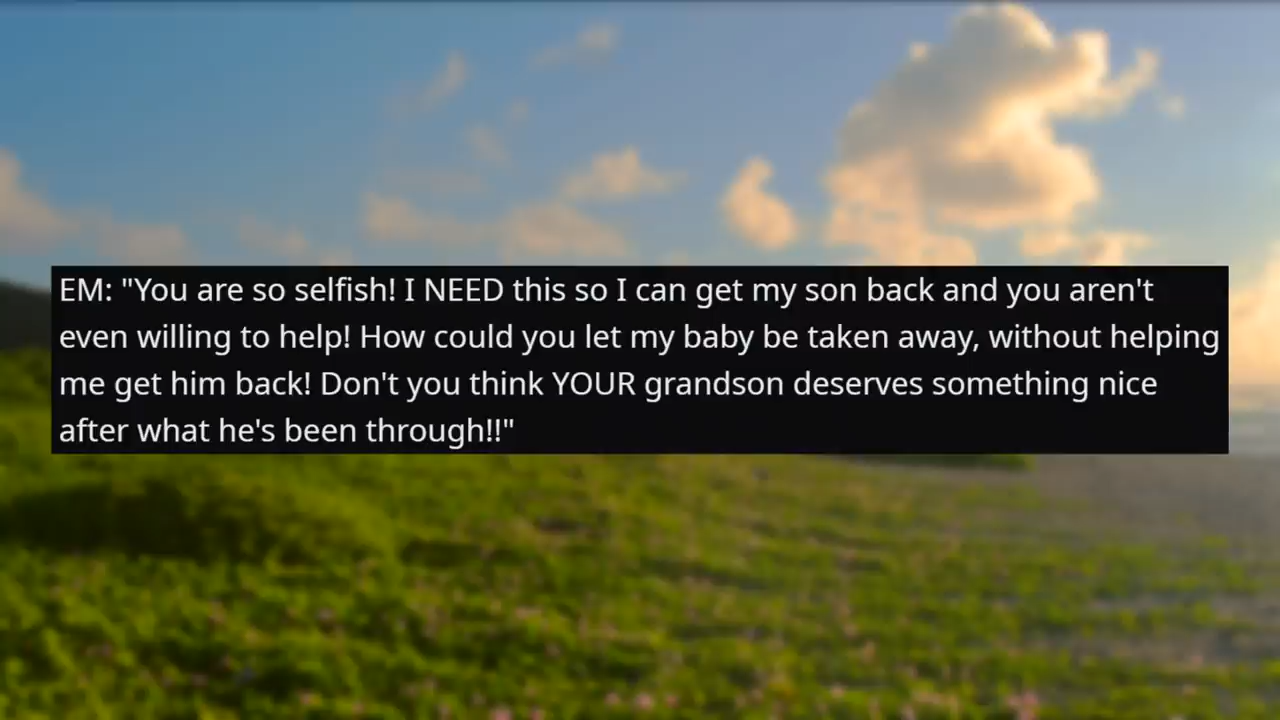 EM: "You are so selfish! I NEED this so I can get my son back and you aren't
even willing to help! How could you let my baby be taken away, without helping
me get him back! Don't you think YOUR grandson deserves something nice
after what he's been through!!"